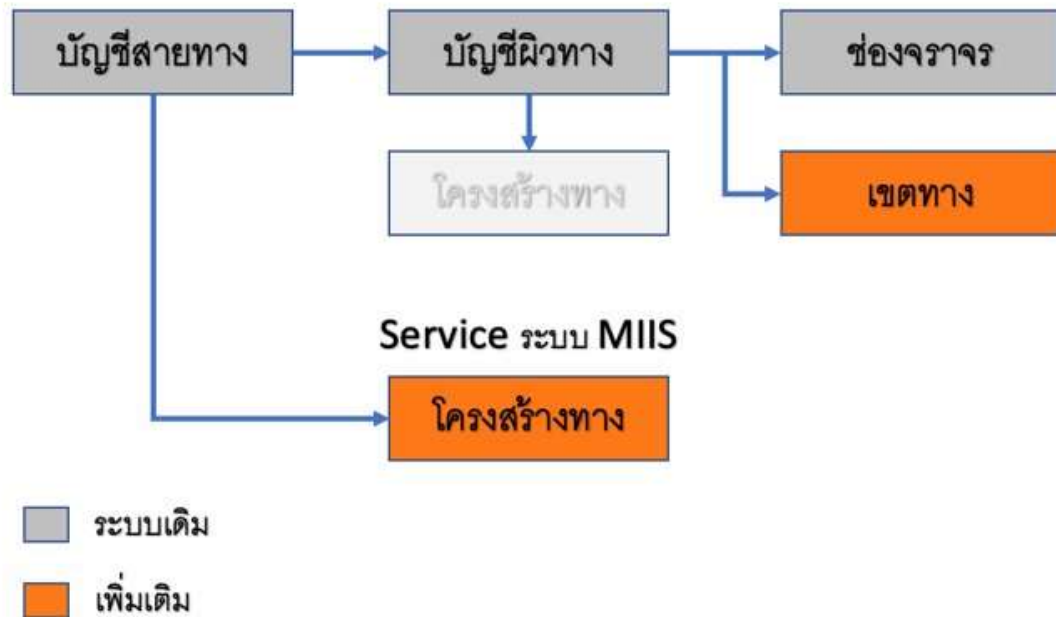 บัญชีสายทาง
บัญชีผิวทาง
ช่องจราจร
โครงสร้างทาง
เขตทาง
Service ระบบ MIIS
โครงสร้างทาง
ระบบเดิม
เพิ่มเติม